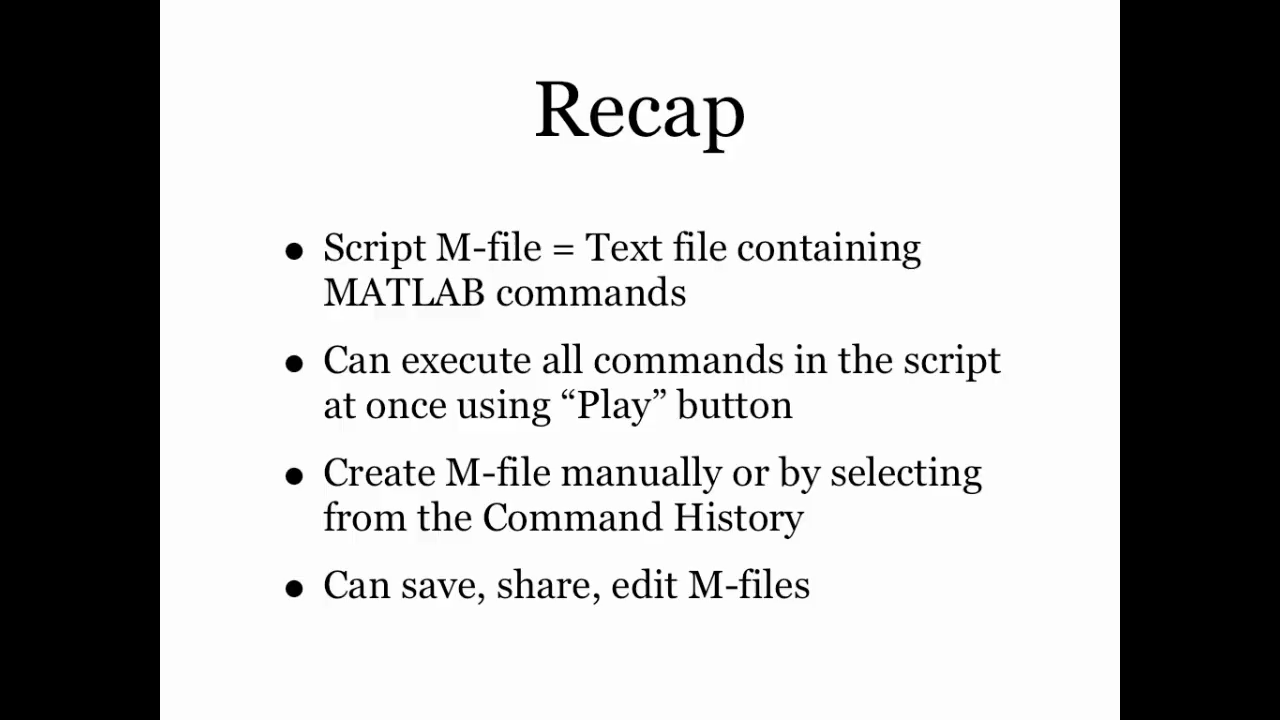 Recap
• Script M-file = Text file containing
MATLAB commands
• Can execute all commands in the script
at once using “Play” button
• Create M-file manually or by selecting
from the Command History
• Can save, share, edit M-files